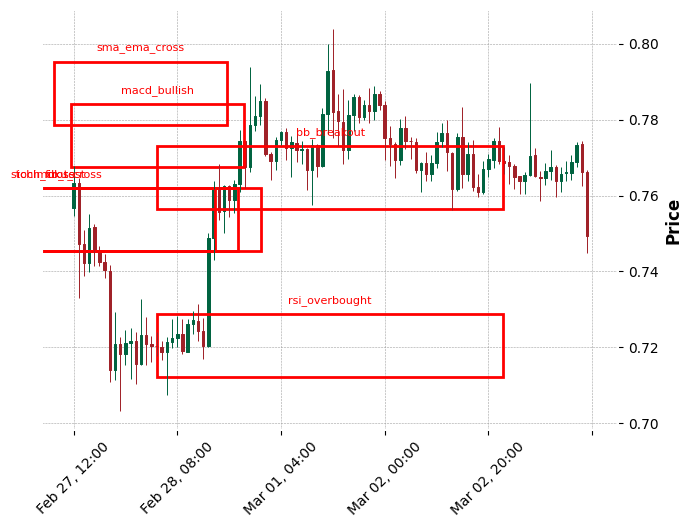 sma_ema_cross
0.80
macd_bullish
0.78
bb_breakout
0.76
Price
0.74
rsi_overbought
0.72
0.70
Feb 27, 12:00
Feb 28, 08:00
Mar 01, 04:00
Mar 02, 00:00
Mar 02, 20:00